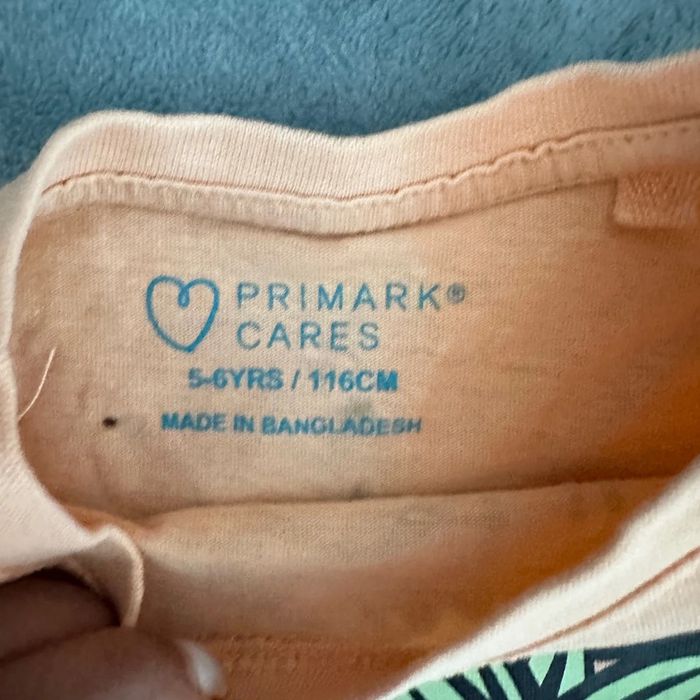 PRIMARK®
CARES
5-6YRS / 116CM
MADE IN BANGLADESH